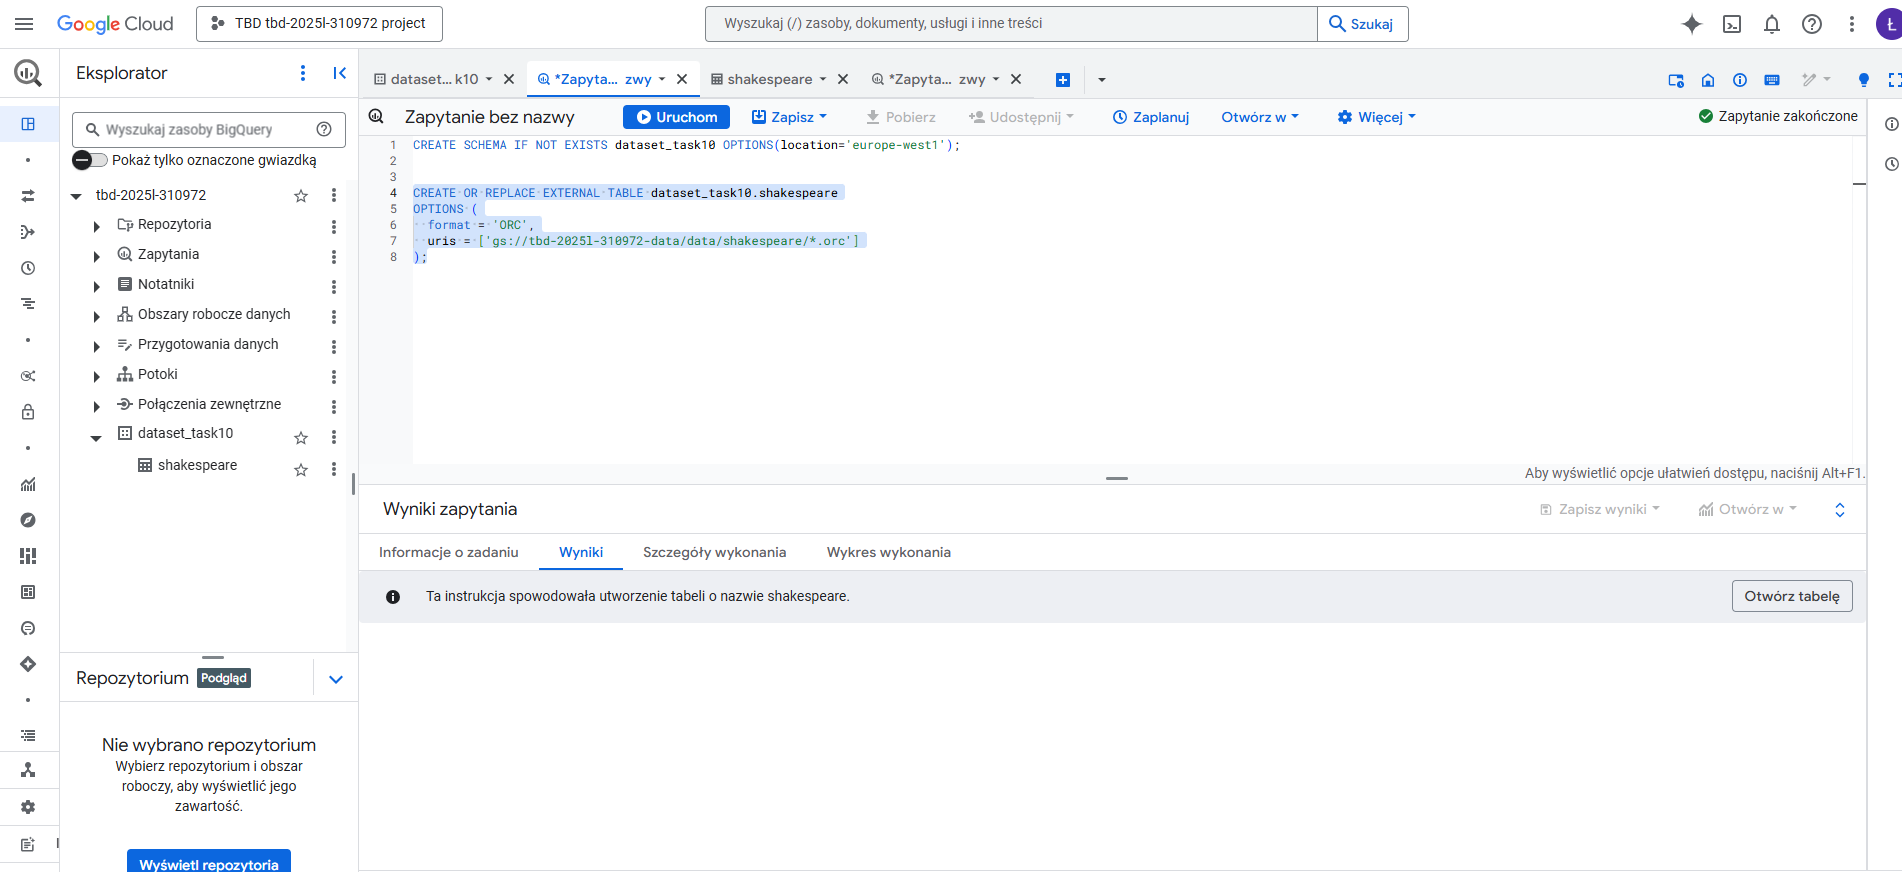 Google Cloud
TBD tbd-2025l-310972 project
Wyszukaj (/) zasoby, dokumenty, usługi i inne treści
Szukaj
Ł
Eksplorator
Wyszukaj zasoby BigQuery
Pokaż tylko oznaczone gwiazdką
tbd-2025l-310972
Repozytoria
Zapytania
Notatniki
Obszary robocze danych
Przygotowania danych
Potoki
Połączenia zewnętrzne
dataset_task10
shakespeare
Repozytorium Podgląd
Nie wybrano repozytorium
Wybierz repozytorium i obszar
roboczy, aby wyświetlić jego
zawartość.
Wyświetl repozytoria
dataset... k10
*Zapyta... zwy
shakespeare
*Zapyta... zwy
Zapytanie bez nazwy
Uruchom
Zapisz
Pobierz
Udostępnij
Zaplanuj
Otwórz w
Więcej
Zapytanie zakończone
1 CREATE SCHEMA IF NOT EXISTS dataset_task10 OPTIONS(location='europe-west1');
2
3
4 CREATE OR REPLACE EXTERNAL TABLE dataset_task10.shakespeare
5 OPTIONS (
6 format = 'ORC',
7 uris = ['gs://tbd-2025l-310972-data/data/shakespeare/*.orc']
8 );
Aby wyświetlić opcje ułatwień dostępu, naciśnij Alt+F1.
Wyniki zapytania
Zapisz wyniki
Otwórz w
Informacje o zadaniu
Wyniki
Szczegóły wykonania
Wykres wykonania
Ta instrukcja spowodowała utworzenie tabeli o nazwie shakespeare.
Otwórz tabelę